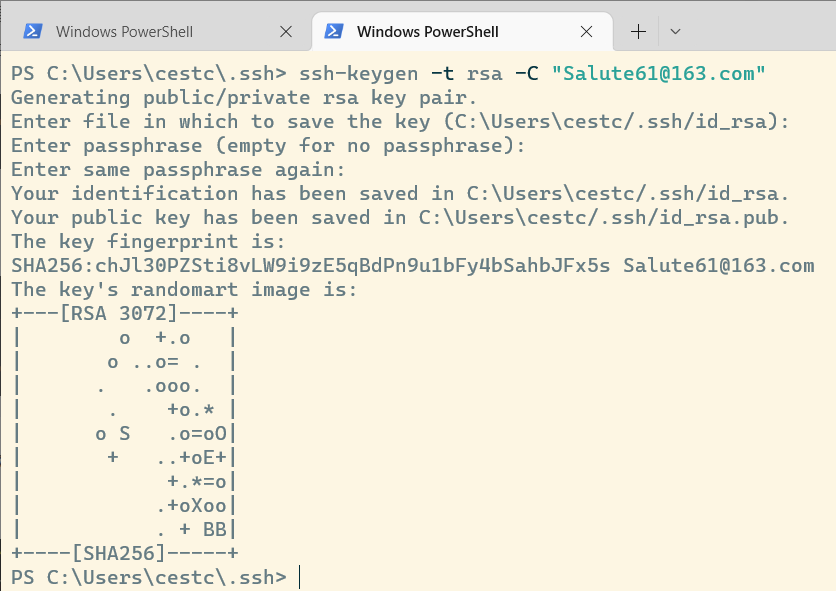 Windows PowerShell
Windows PowerShell
PS C:\Users\cestc\.ssh> ssh-keygen -t rsa -C "Salute61@163.com"
Generating public/private rsa key pair.
Enter file in which to save the key (C:\Users\cestc/.ssh/id_rsa):
Enter passphrase (empty for no passphrase):
Enter same passphrase again:
Your identification has been saved in C:\Users\cestc/.ssh/id_rsa.
Your public key has been saved in C:\Users\cestc/.ssh/id_rsa.pub.
The key fingerprint is:
SHA256:chJl30PZSti8vLW9i9zE5qBdPn9u1bFy4bSahbJFx5s Salute61@163.com
The key's randomart image is:
+---[RSA 3072]----+
|        o  +.o   |
|       o ..o= .  |
|      .   .ooo.  |
|       .    +o.* |
|      o S   .o=oO|
|       +   ..+oE+|
|            +.*=o|
|           .+oXoo|
|           . + BB|
+----[SHA256]-----+
PS C:\Users\cestc\.ssh>